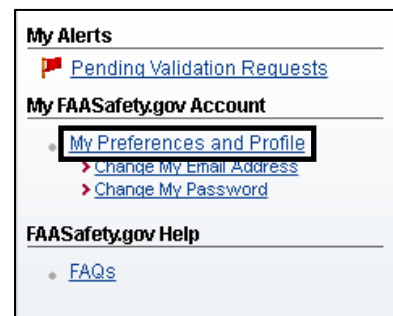 My Alerts
Pending Validation Requests
My FAASafety.gov Account
My Preferences and Profile
Change My Email Address
Change My Password
FAASafety.gov Help
FAQs